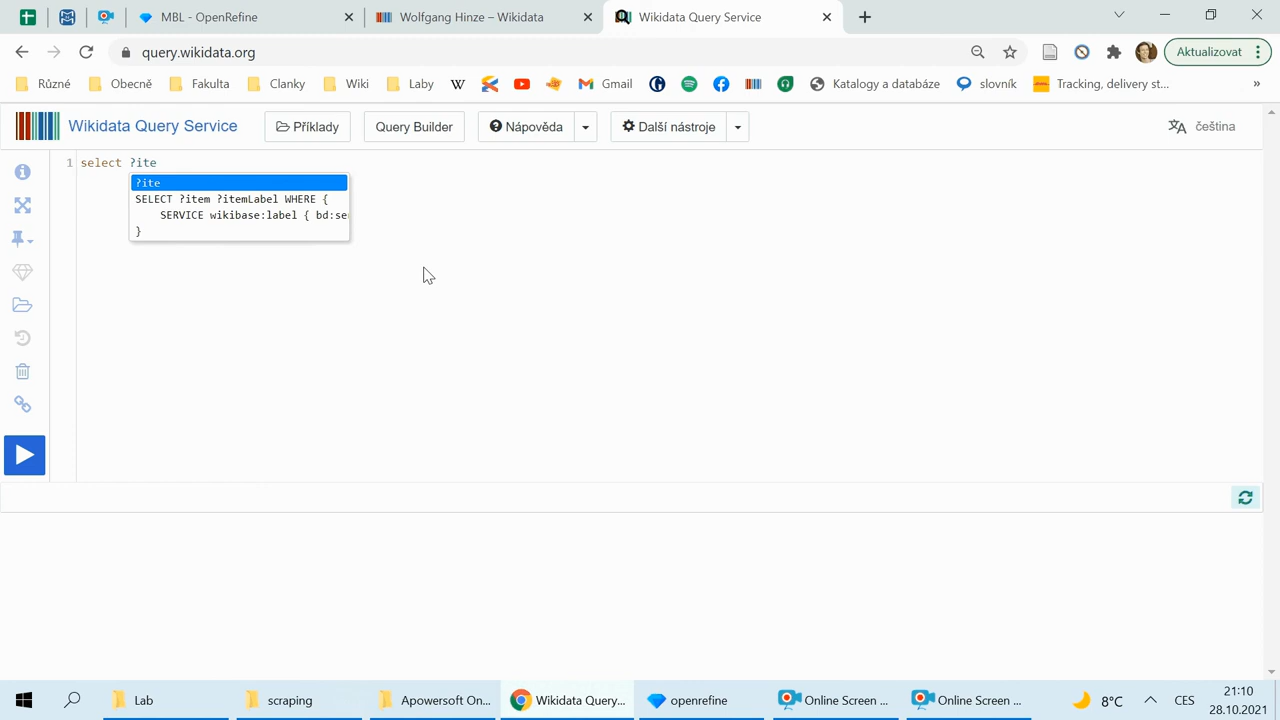 MBL - OpenRefine
Wolfgang Hinze – Wikidata
Wikidata Query Service
query.wikidata.org
Aktualizovat
Různé
Obecně
Fakulta
Clanky
Wiki
Laby
Gmail
Katalogy a databáze
slovník
Tracking, delivery st...
Wikidata Query Service
Příklady
Query Builder
Nápověda
Další nástroje
čeština
1 select ?ite
?ite
SELECT ?item ?itemLabel WHERE {
SERVICE wikibase:label { bd:se
}
Lab
scraping
Apowersoft On...
Wikidata Query...
openrefine
Online Screen ...
Online Screen ...
8°C
CES
21:10
28.10.2021